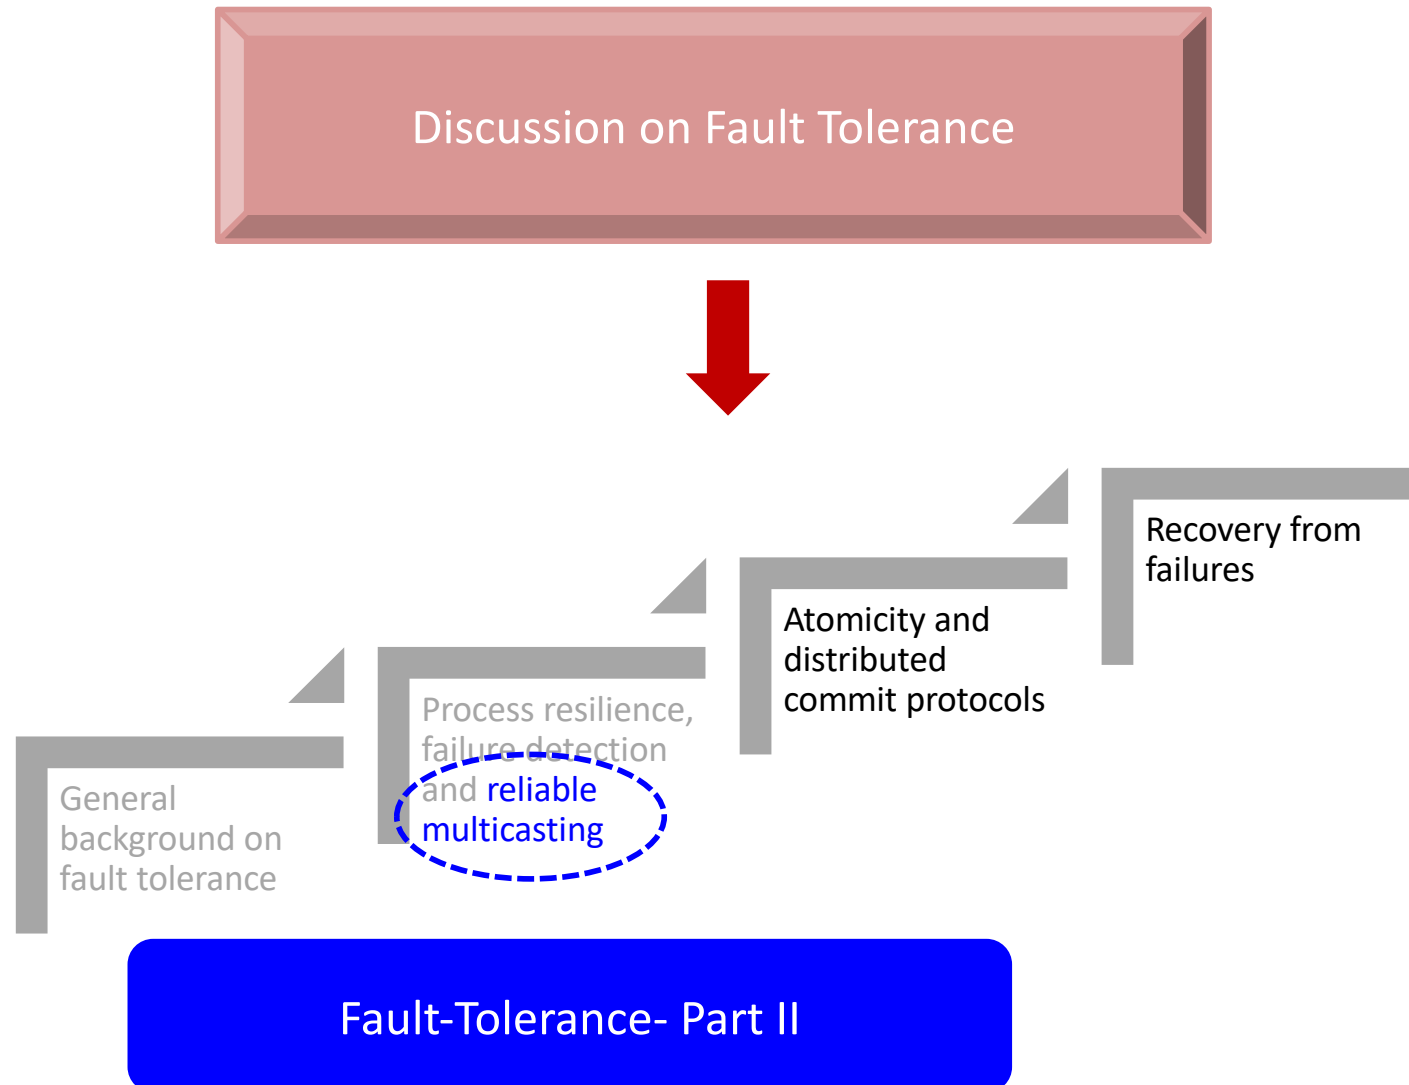 Discussion on Fault Tolerance
General
background on
fault tolerance
Process resilience,
failure detection
and reliable
multicasting
Atomicity and
distributed
commit protocols
Recovery from
failures
Fault-Tolerance- Part II